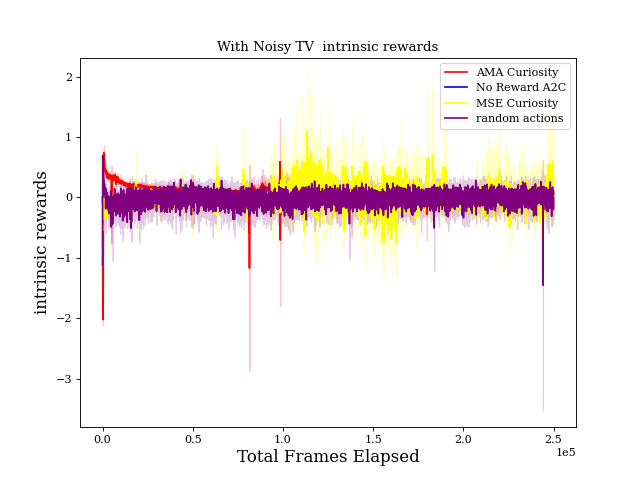 With Noisy TV  intrinsic rewards
AMA Curiosity
No Reward A2C
MSE Curiosity
random actions
intrinsic rewards
2
1
0
−1
−2
−3
0.0 0.5 1.0 1.5 2.0 2.5
1e5
Total Frames Elapsed